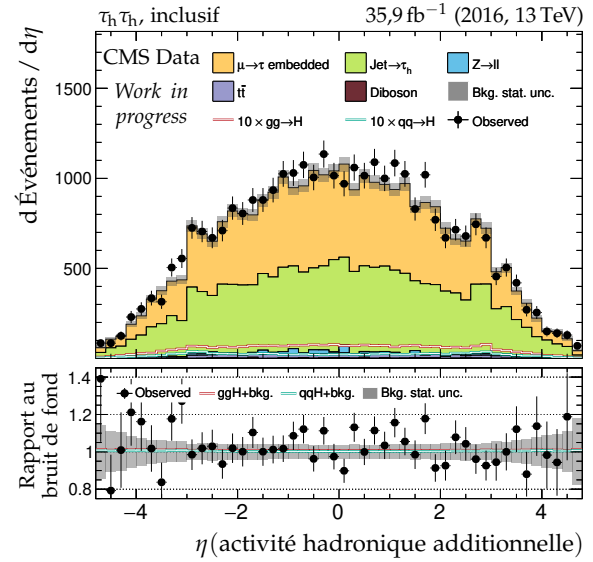 τhτh, inclusif 35,9 fb⁻¹ (2016, 13 TeV)
d Événements / dη
CMS Data
Work in
progress
μ→τ embedded Jet→τh Z→ll
tt̄ Diboson Bkg. stat. unc.
10 × gg→H 10 × qq→H Observed
1500
1000
500
Rapport au
bruit de fond
Observed ggH+bkg. qqH+bkg. Bkg. stat. unc.
1.4
1.2
1
0.8
−4 −2 0 2 4
η(activité hadronique additionnelle)